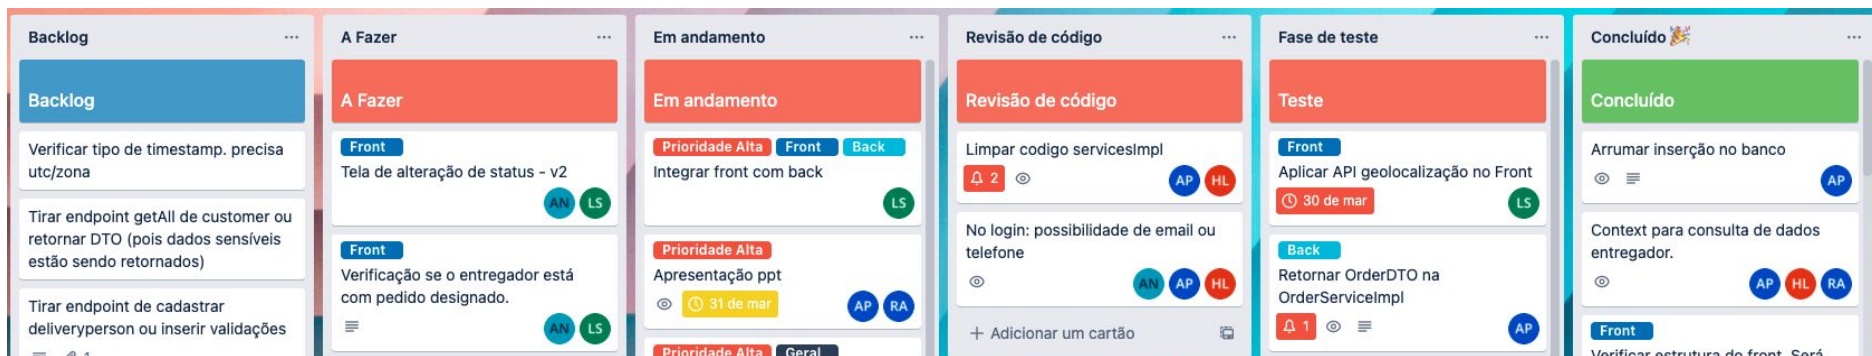 Backlog
Backlog
Verificar tipo de timestamp. precisa
utc/zona
Tirar endpoint getAll de customer ou
retornar DTO (pois dados sensíveis
estão sendo retornados)
Tirar endpoint de cadastrar
deliveryperson ou inserir validações
1
A Fazer
A Fazer
Front
Tela de alteração de status - v2
AN LS
Front
Verificação se o entregador está
com pedido designado.
AN LS
Em andamento
Em andamento
Prioridade Alta Front Back
Integrar front com back
LS
Prioridade Alta
Apresentação ppt
31 de mar AP RA
Prioridade Alta Geral
Revisão de código
Revisão de código
Limpar codigo servicesImpl
2 AP HL
No login: possibilidade de email ou
telefone
AN AP HL
+ Adicionar um cartão
Fase de teste
Teste
Front
Aplicar API geolocalização no Front
30 de mar LS
Back
Retornar OrderDTO na
OrderServiceImpl
1 AP
Concluído 🎉
Concluído
Arrumar inserção no banco
AP
Context para consulta de dados
entregador.
AP HL RA
Front
Verificar estrutura do front. Será